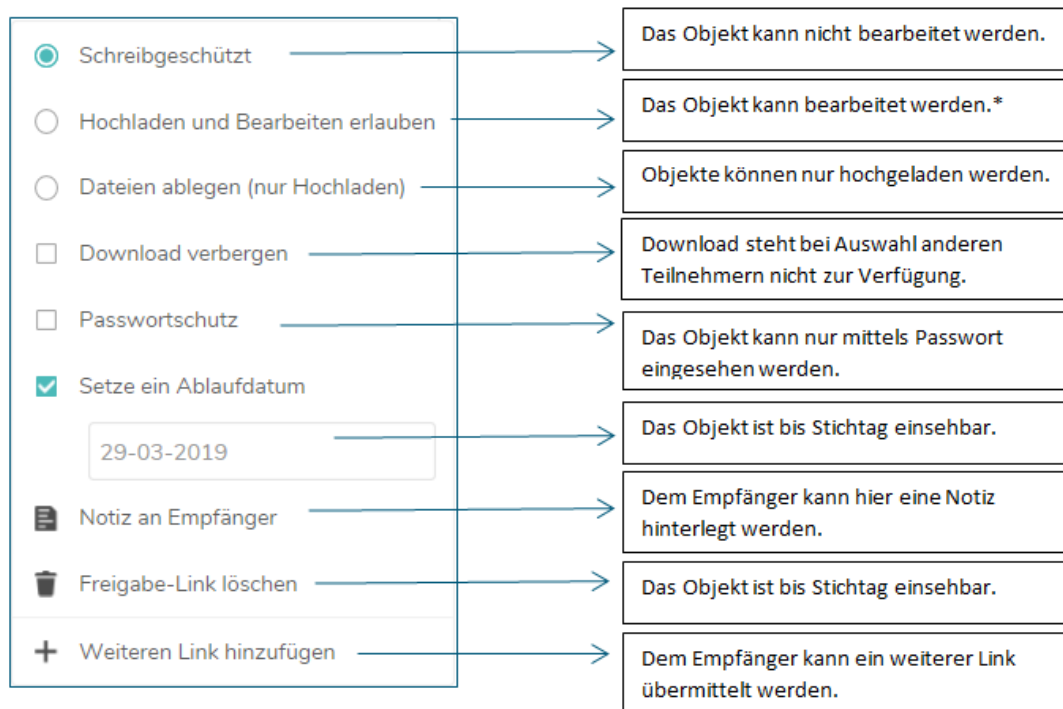 Schreibgeschützt
Das Objekt kann nicht bearbeitet werden.
Hochladen und Bearbeiten erlauben
Das Objekt kann bearbeitet werden.*
Dateien ablegen (nur Hochladen)
Objekte können nur hochgeladen werden.
Download verbergen
Download steht bei Auswahl anderen
Teilnehmern nicht zur Verfügung.
Passwortschutz
Das Objekt kann nur mittels Passwort
eingesehen werden.
Setze ein Ablaufdatum
29-03-2019
Das Objekt ist bis Stichtag einsehbar.
Notiz an Empfänger
Dem Empfänger kann hier eine Notiz
hinterlegt werden.
Freigabe-Link löschen
Das Objekt ist bis Stichtag einsehbar.
Weiteren Link hinzufügen
Dem Empfänger kann ein weiterer Link
übermittelt werden.